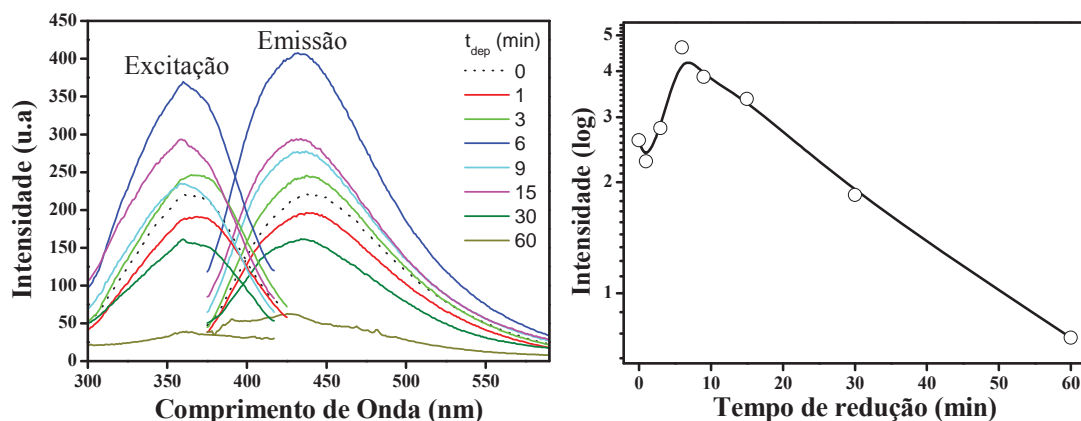 450
400
350
300
250
200
150
100
50
0
Intensidade (u.a)
Excitação
Emissão
t_dep (min)
0
1
3
6
9
15
30
60
300 350 400 450 500 550
Comprimento de Onda (nm)
5
4
2
1
Intensidade (log)
0 10 20 30 40 50 60
Tempo de redução (min)